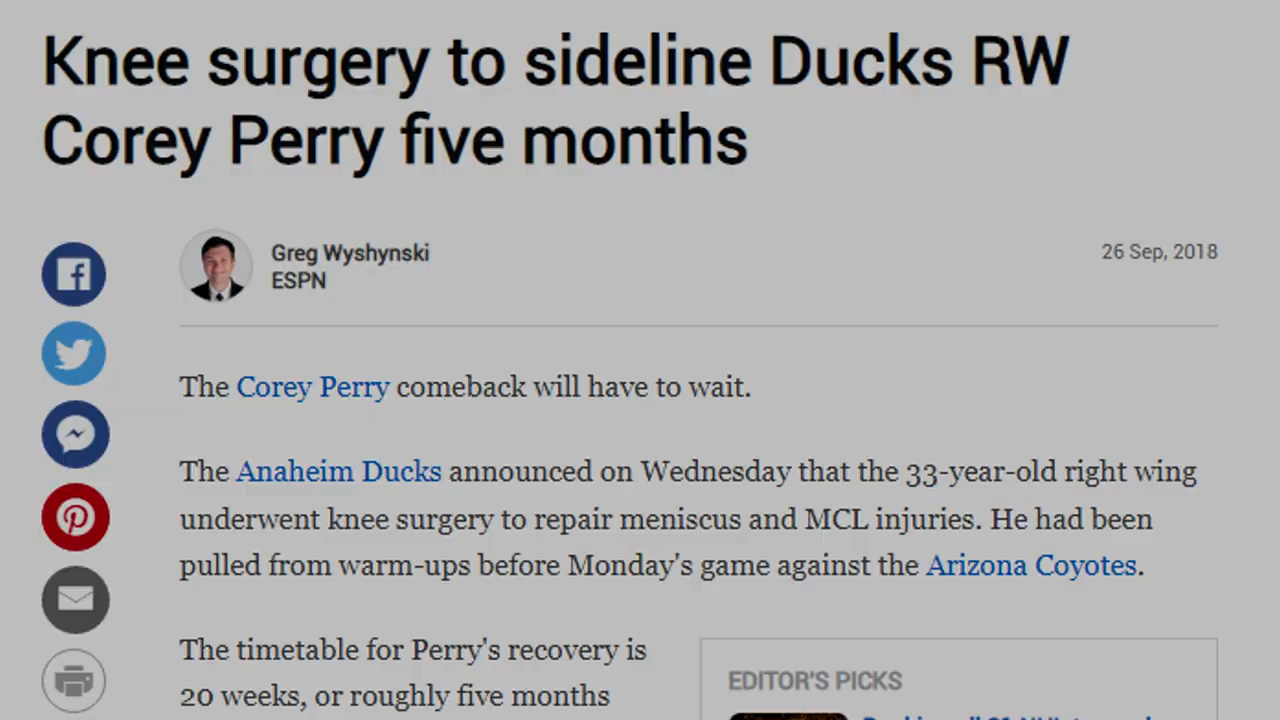 Knee surgery to sideline Ducks RW
Corey Perry five months
Greg Wyshynski
ESPN
26 Sep, 2018
The Corey Perry comeback will have to wait.
The Anaheim Ducks announced on Wednesday that the 33-year-old right wing
underwent knee surgery to repair meniscus and MCL injuries. He had been
pulled from warm-ups before Monday's game against the Arizona Coyotes.
The timetable for Perry's recovery is
20 weeks, or roughly five months
EDITOR'S PICKS